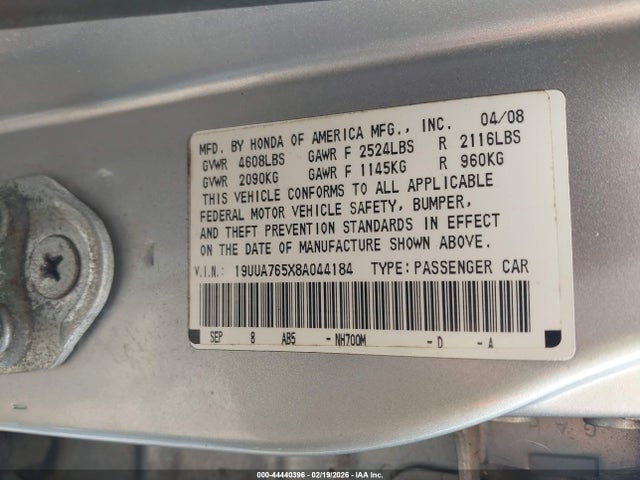 MFD. BY HONDA OF AMERICA MFG., INC. 04/08
GVWR 4608LBS GAWR F 2524LBS R 2116LBS
GVWR 2090KG GAWR F 1145KG R 960KG
THIS VEHICLE CONFORMS TO ALL APPLICABLE
FEDERAL MOTOR VEHICLE SAFETY, BUMPER,
AND THEFT PREVENTION STANDARDS IN EFFECT
ON THE DATE OF MANUFACTURE SHOWN ABOVE.
V.I.N.: 19UUA765X8A044184 TYPE: PASSENGER CAR
SEP 8 AB5 - NH700M - D - A
000-44440396 - 02/19/2026 - IAA Inc.